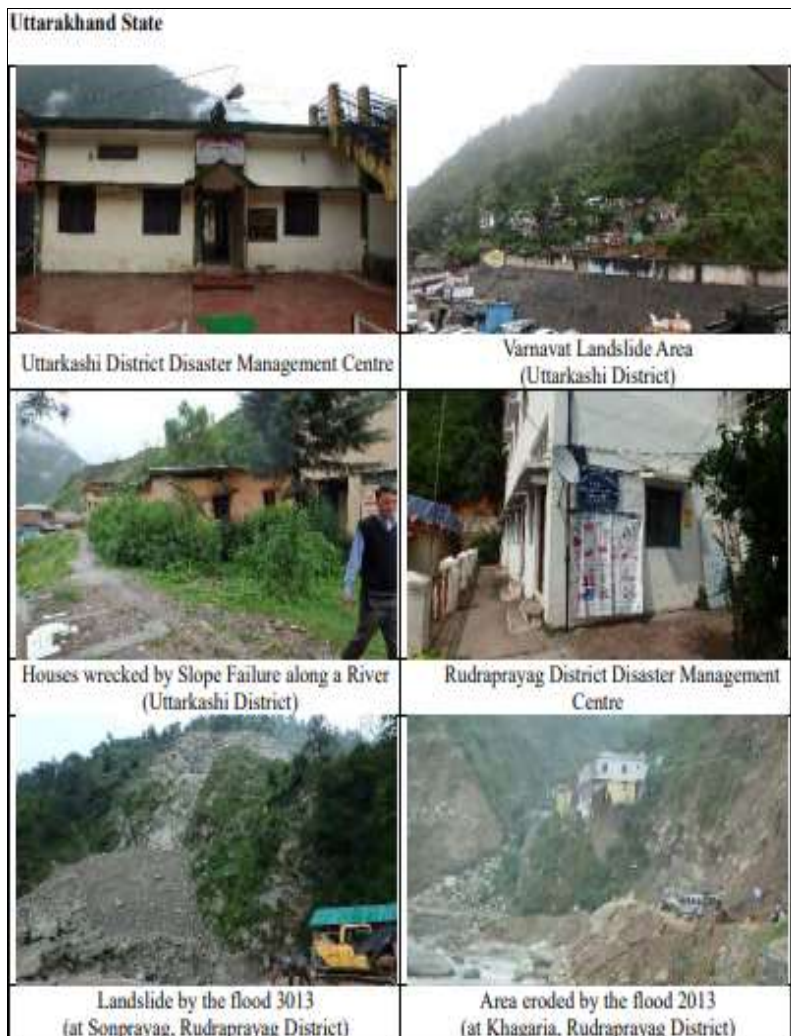 Uttarakhand State
Uttarkashi District Disaster Management Centre
Varnavat Landslide Area
(Uttarkashi District)
Houses wrecked by Slope Failure along a River
(Uttarkashi District)
Rudraprayag District Disaster Management
Centre
Landslide by the flood 3013
(at Sonprayag, Rudraprayag District)
Area eroded by the flood 2013
(at Khagaria, Rudraprayag District)